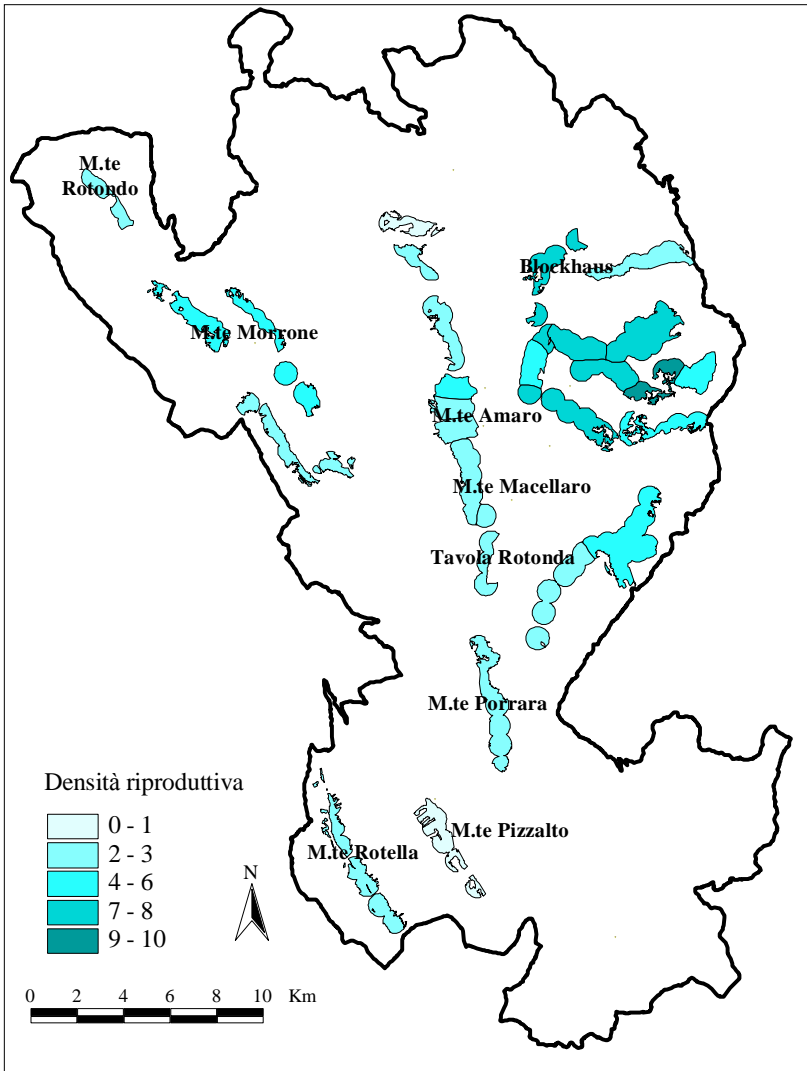 M.te
Rotondo
Blockhaus
M.te Morrone
M.te Amaro
M.te Macellaro
Tavola Rotonda
M.te Porrara
Densità riproduttiva
0 - 1
2 - 3
4 - 6
7 - 8
9 - 10
M.te Pizzalto
M.te Rotella
N
0 2 4 6 8 10 Km